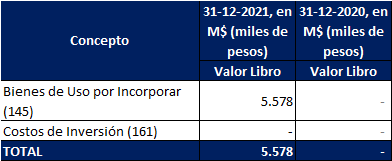 Concepto
31-12-2021, en
M$ (miles de
pesos)
31-12-2020, en
M$ (miles de
pesos)
Valor Libro
Valor Libro
Bienes de Uso por Incorporar
(145)
5.578
-
Costos de Inversión (161)
-
-
TOTAL
5.578
-